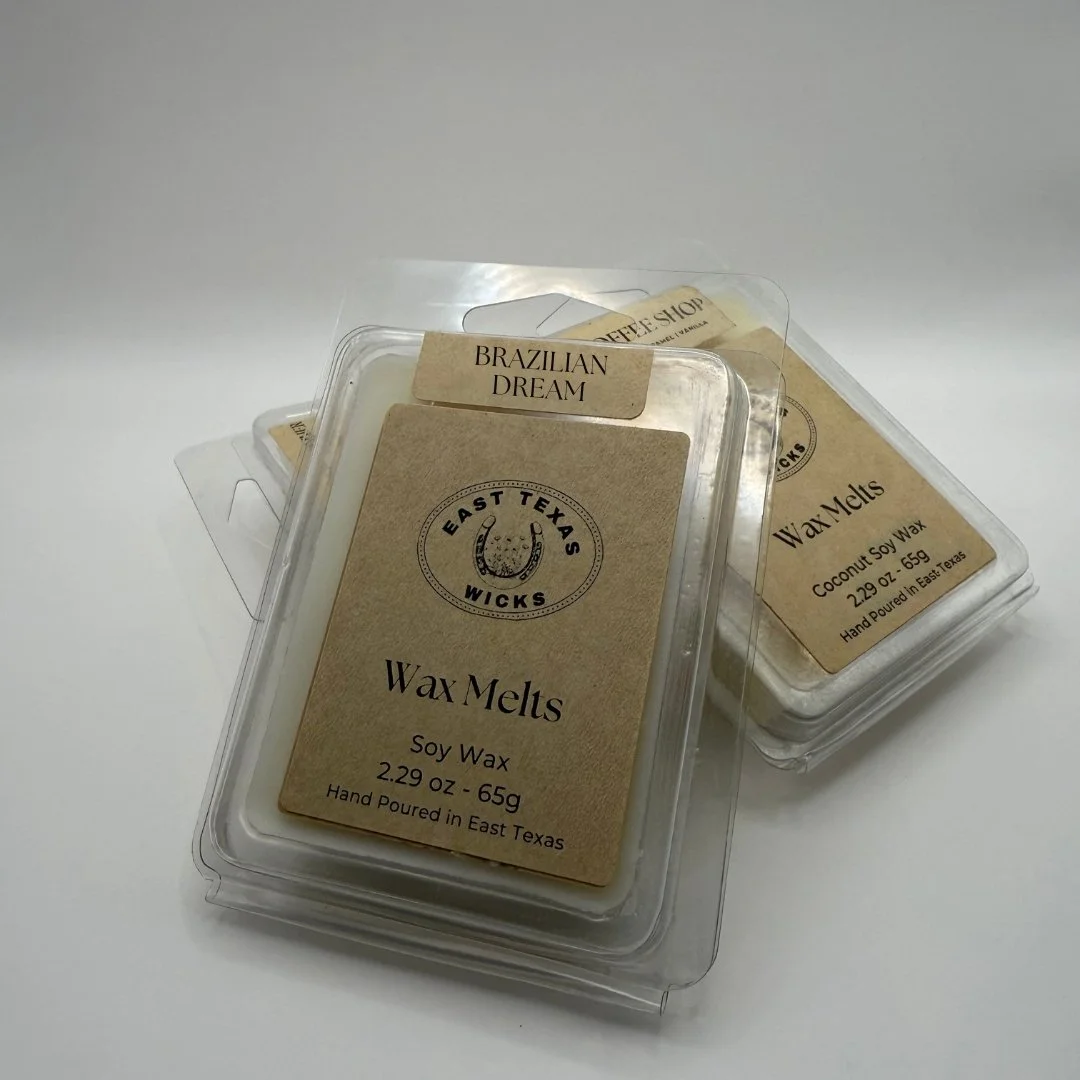 BRAZILIAN
DREAM
EAST TEXAS
WICKS
Wax Melts
Soy Wax
2.29 oz - 65g
Hand Poured in East Texas
SHOP
VANILLA
Wax Melts
Coconut Soy Wax
2.29 oz - 65g
Hand Poured in East Texas